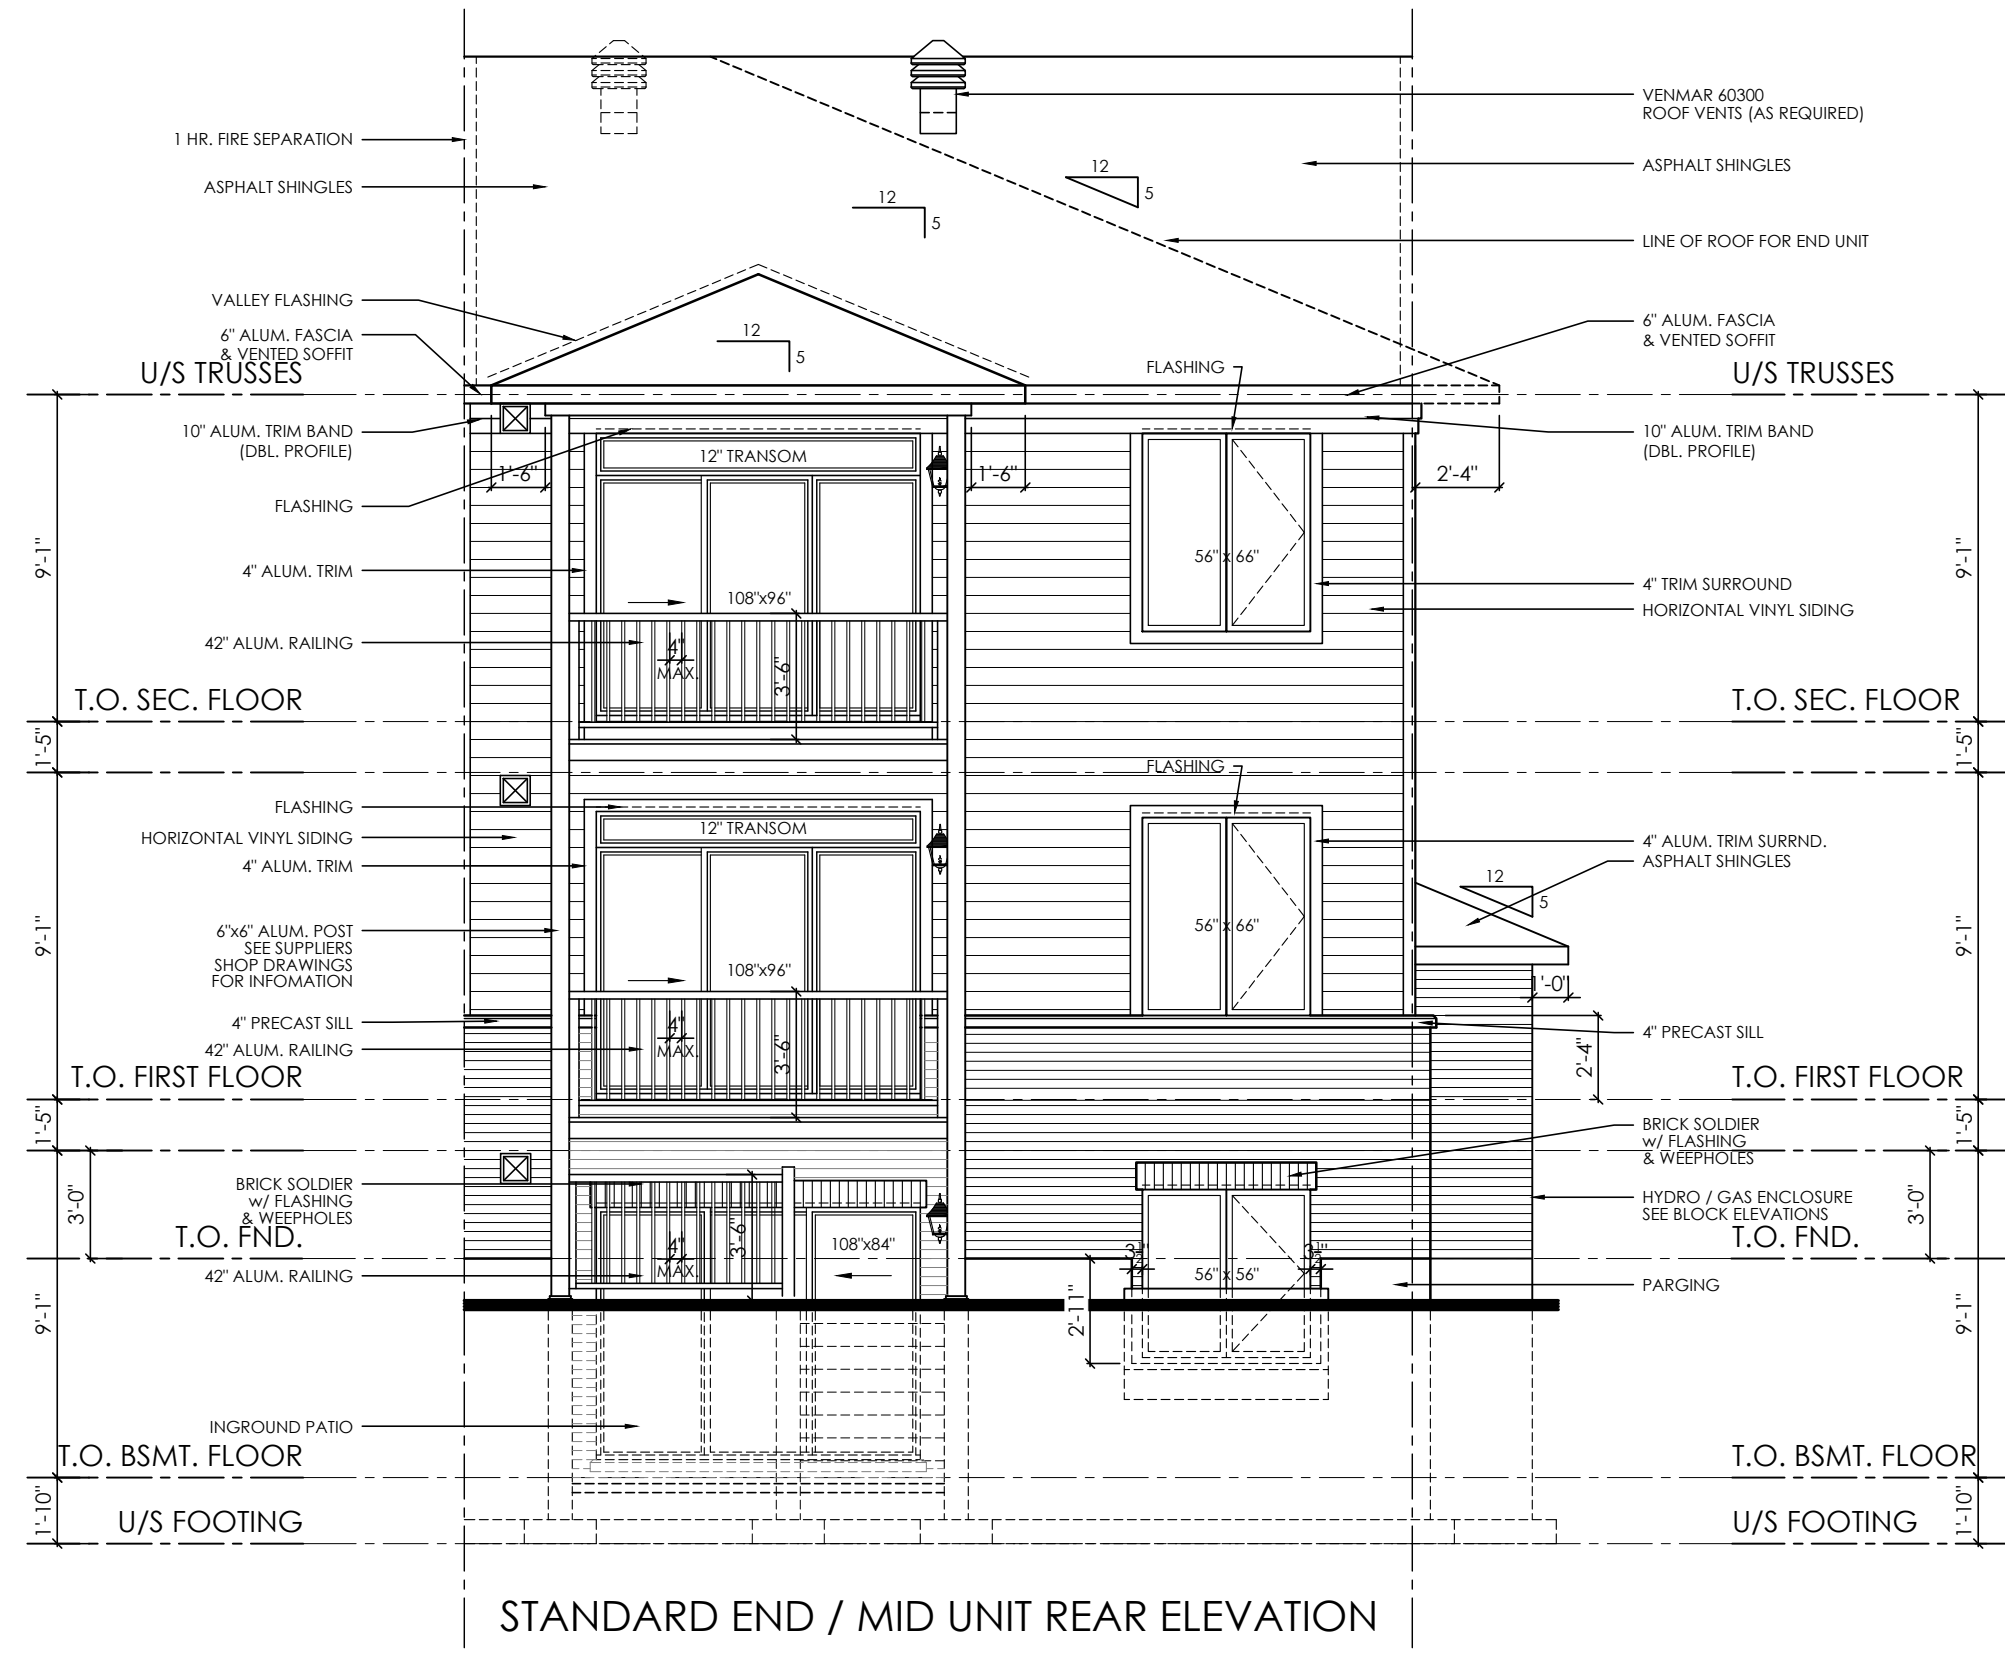 VENMAR 60300
ROOF VENTS (AS REQUIRED)
1 HR. FIRE SEPARATION
ASPHALT SHINGLES
ASPHALT SHINGLES
12
5
12
5
LINE OF ROOF FOR END UNIT
VALLEY FLASHING
6" ALUM. FASCIA
& VENTED SOFFIT
6" ALUM. FASCIA
& VENTED SOFFIT
12
5
FLASHING
U/S TRUSSES
U/S TRUSSES
10" ALUM. TRIM BAND
(DBL. PROFILE)
10" ALUM. TRIM BAND
(DBL. PROFILE)
12" TRANSOM
1'-6"
1'-6"
2'-4"
FLASHING
9'-1"
9'-1"
4" ALUM. TRIM
56" x 66"
4" TRIM SURROUND
108"x96"
HORIZONTAL VINYL SIDING
42" ALUM. RAILING
4"
MAX.
3'-6"
T.O. SEC. FLOOR
T.O. SEC. FLOOR
1'-5"
1'-5"
FLASHING
FLASHING
12" TRANSOM
HORIZONTAL VINYL SIDING
4" ALUM. TRIM SURRND.
4" ALUM. TRIM
ASPHALT SHINGLES
12
5
9'-1"
9'-1"
6"x6" ALUM. POST
SEE SUPPLIERS
SHOP DRAWINGS
FOR INFOMATION
56" x 66"
108"x96"
1'-0"
4" PRECAST SILL
4" PRECAST SILL
42" ALUM. RAILING
4"
MAX.
3'-6"
2'-4"
T.O. FIRST FLOOR
T.O. FIRST FLOOR
1'-5"
1'-5"
BRICK SOLDIER
w/ FLASHING
& WEEPHOLES
BRICK SOLDIER
w/ FLASHING
& WEEPHOLES
HYDRO / GAS ENCLOSURE
SEE BLOCK ELEVATIONS
3'-0"
3'-0"
T.O. FND.
T.O. FND.
4"
MAX.
3'-6"
108"x84"
3½"
3½"
42" ALUM. RAILING
56" x 56"
PARGING
2'-11"
9'-1"
9'-1"
INGROUND PATIO
T.O. BSMT. FLOOR
T.O. BSMT. FLOOR
1'-10"
1'-10"
U/S FOOTING
U/S FOOTING
STANDARD END / MID UNIT REAR ELEVATION